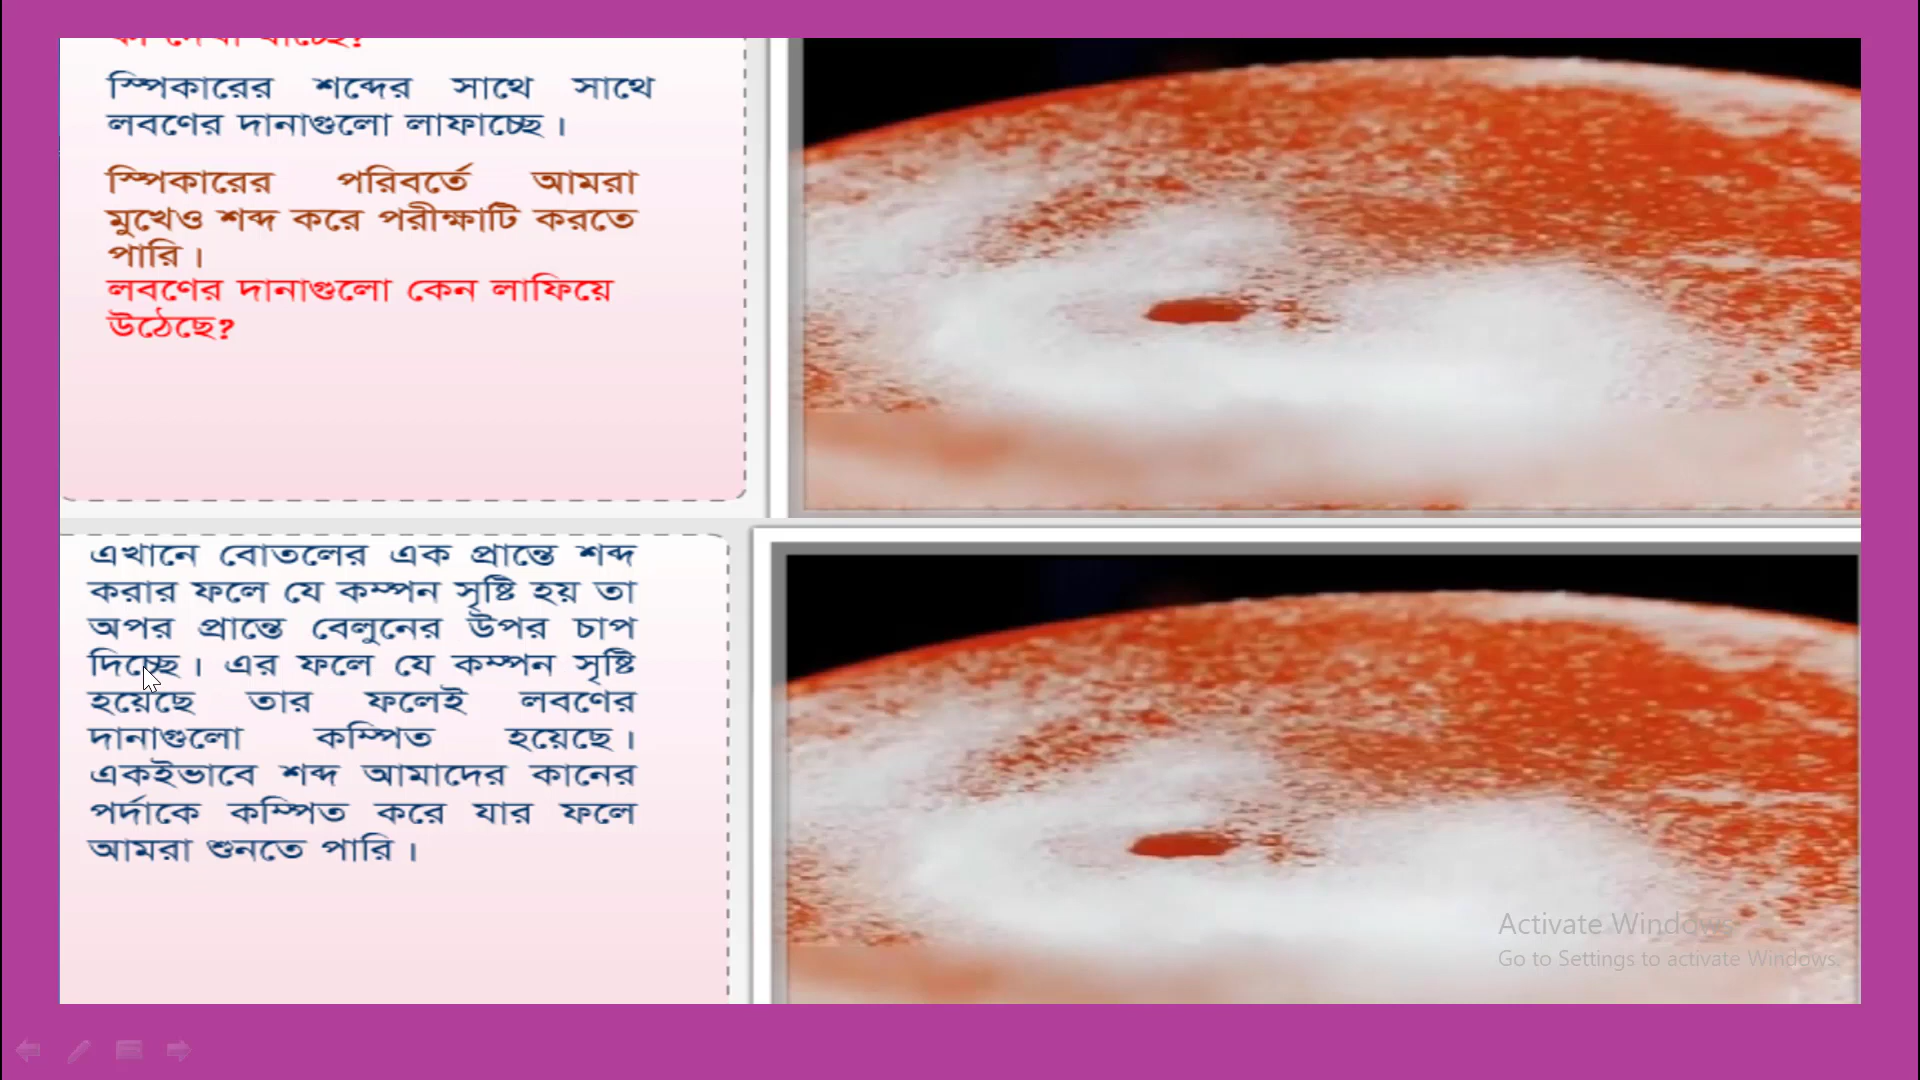 স্পিকারের শব্দের সাথে সাথে
লবণের দানাগুলো লাফাচ্ছে।
স্পিকারের পরিবর্তে আমরা
মুখেও শব্দ করে পরীক্ষাটি করতে
পারি।
লবণের দানাগুলো কেন লাফিয়ে
উঠেছে?
এখানে বোতলের এক প্রান্তে শব্দ
করার ফলে যে কম্পন সৃষ্টি হয় তা
অপর প্রান্তে বেলুনের উপর চাপ
দিচ্ছে। এর ফলে যে কম্পন সৃষ্টি
হয়েছে তার ফলেই লবণের
দানাগুলো কম্পিত হয়েছে।
একইভাবে শব্দ আমাদের কানের
পর্দাকে কম্পিত করে যার ফলে
আমরা শুনতে পারি।
Activate Windows
Go to Settings to activate Windows.